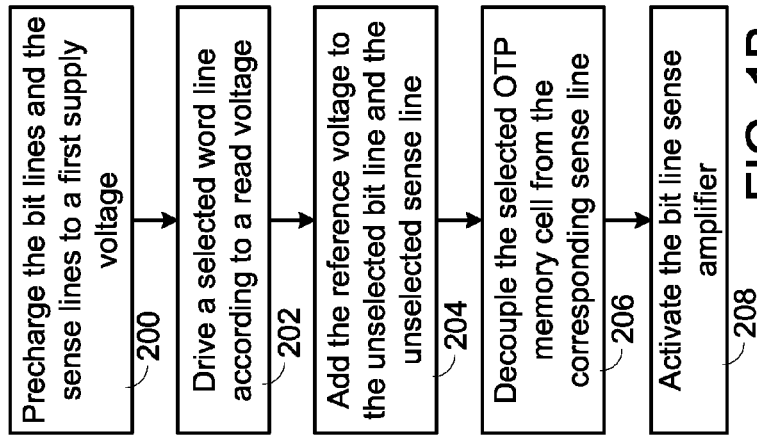 Precharge the bit lines and the
sense lines to a first supply
voltage
200
Drive a selected word line
according to a read voltage
202
Add the reference voltage to
the unselected bit line and the
unselected sense line
204
Decouple the selected OTP
memory cell from the
corresponding sense line
206
Activate the bit line sense
amplifier
208